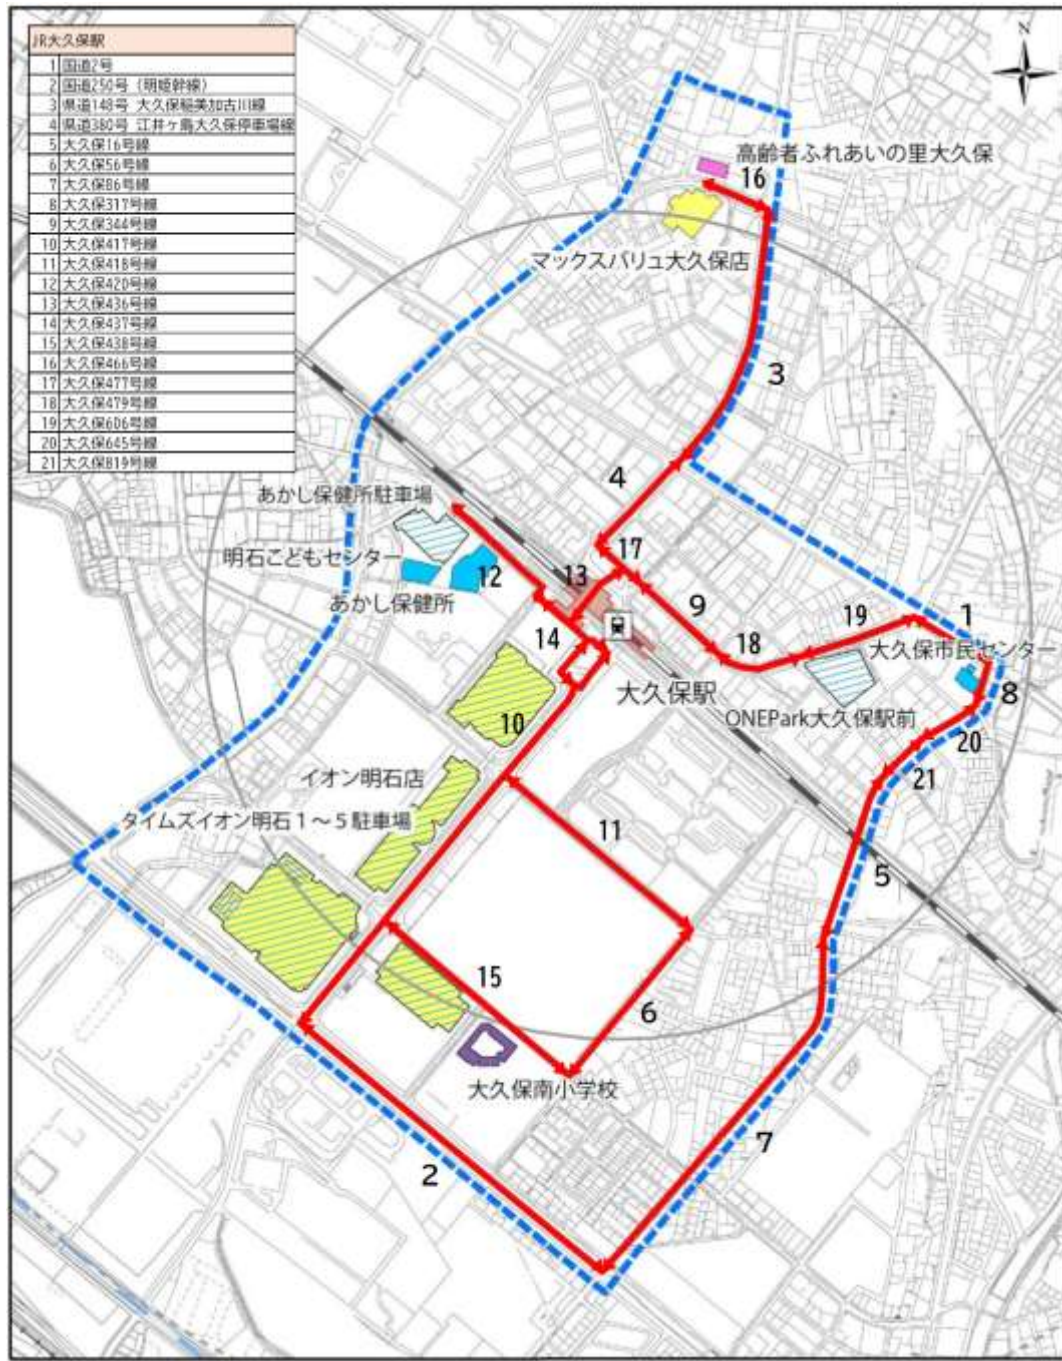 JR大久保駅
1 国道2号
2 国道250号 (明姫幹線)
3 県道148号 大久保稲美加古川線
4 県道380号 江井ヶ島大久保停車場線
5 大久保16号線
6 大久保56号線
7 大久保86号線
8 大久保317号線
9 大久保344号線
10 大久保417号線
11 大久保418号線
12 大久保420号線
13 大久保436号線
14 大久保437号線
15 大久保438号線
16 大久保466号線
17 大久保477号線
18 大久保479号線
19 大久保606号線
20 大久保645号線
21 大久保819号線
N
高齢者ふれあいの里大久保
16
マックスバリュ大久保店
3
4
あかし保健所駐車場
17
明石こどもセンター
12
13
あかし保健所
9
19
1
14
18
大久保市民センター
大久保駅
8
ONEPark大久保駅前
10
20
イオン明石店
21
タイムズイオン明石1～5駐車場
11
5
15
6
大久保南小学校
7
2